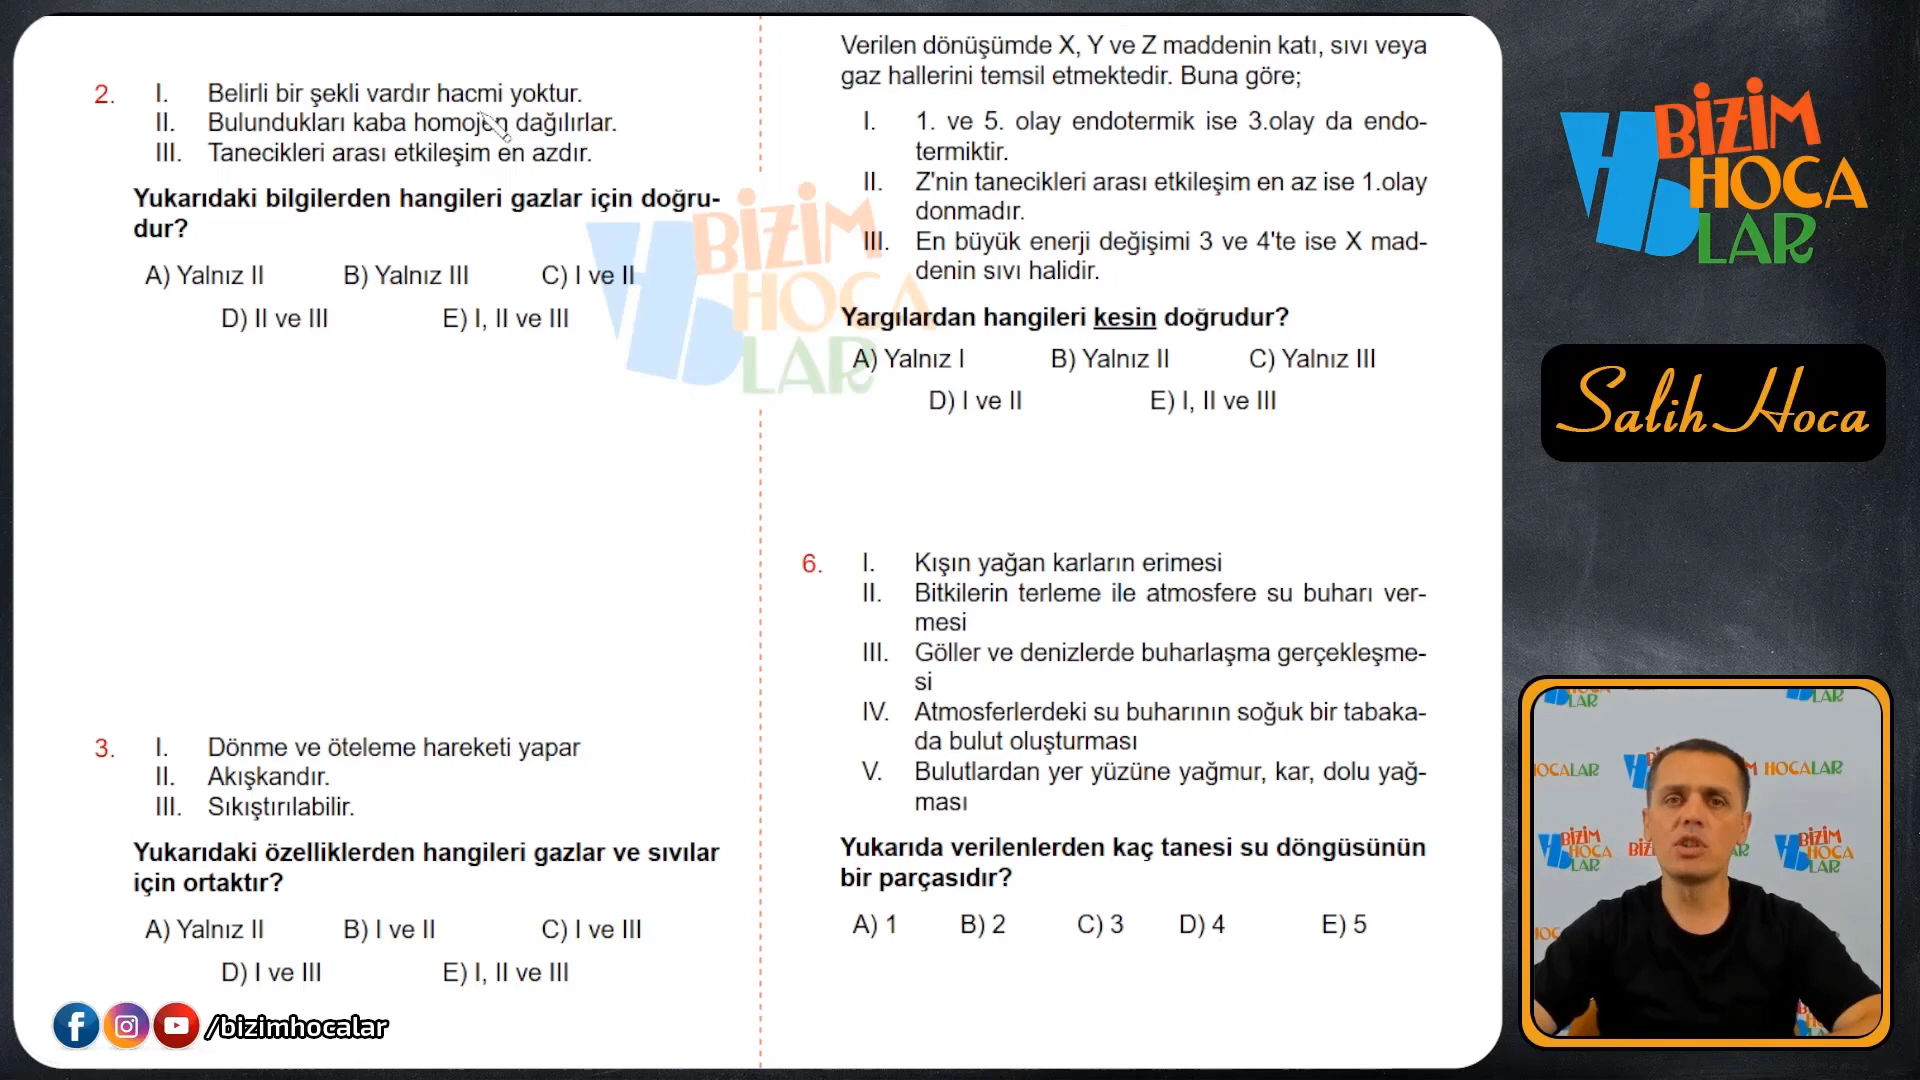 2.
I. Belirli bir şekli vardır hacmi yoktur.
II. Bulundukları kaba homojen dağılırlar.
III. Tanecikleri arası etkileşim en azdır.
Yukarıdaki bilgilerden hangileri gazlar için doğru-
dur?
A) Yalnız II B) Yalnız III C) I ve II
D) II ve III E) I, II ve III
3.
I. Dönme ve öteleme hareketi yapar
II. Akışkandır.
III. Sıkıştırılabilir.
Yukarıdaki özelliklerden hangileri gazlar ve sıvılar
için ortaktır?
A) Yalnız II B) I ve II C) I ve III
D) I ve III E) I, II ve III
/bizimhocalar
Verilen dönüşümde X, Y ve Z maddenin katı, sıvı veya
gaz hallerini temsil etmektedir. Buna göre;
I. 1. ve 5. olay endotermik ise 3.olay da endo-
termiktir.
II. Z'nin tanecikleri arası etkileşim en az ise 1.olay
donmadır.
III. En büyük enerji değişimi 3 ve 4'te ise X mad-
denin sıvı halidir.
Yargılardan hangileri kesin doğrudur?
A) Yalnız I B) Yalnız II C) Yalnız III
D) I ve II E) I, II ve III
6.
I. Kışın yağan karların erimesi
II. Bitkilerin terleme ile atmosfere su buharı ver-
mesi
III. Göller ve denizlerde buharlaşma gerçekleşme-
si
IV. Atmosferlerdeki su buharının soğuk bir tabaka-
da bulut oluşturması
V. Bulutlardan yer yüzüne yağmur, kar, dolu yağ-
ması
Yukarıda verilenlerden kaç tanesi su döngüsünün
bir parçasıdır?
A) 1 B) 2 C) 3 D) 4 E) 5
BİZİM
HOCA
LAR
BİZİM
HOCA
LAR
Salih Hoca